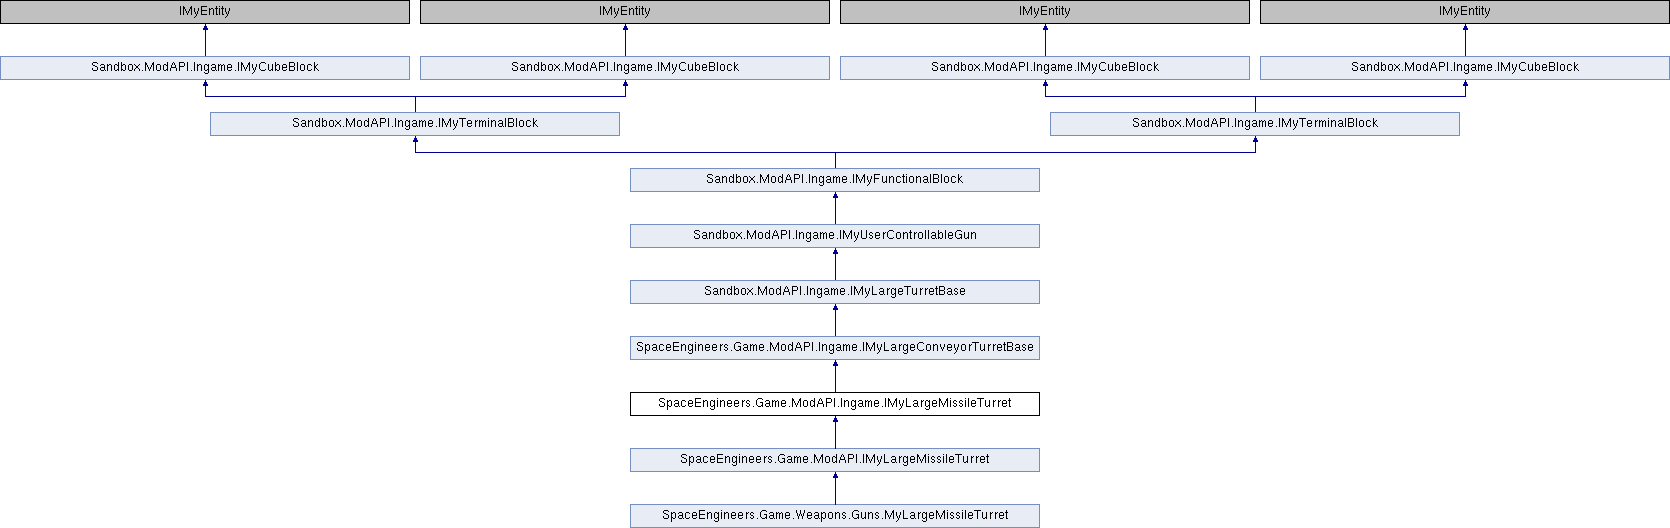 IMyEntity IMyEntity IMyEntity IMyEntity
Sandbox.ModAPI.Ingame.IMyCubeBlock Sandbox.ModAPI.Ingame.IMyCubeBlock Sandbox.ModAPI.Ingame.IMyCubeBlock Sandbox.ModAPI.Ingame.IMyCubeBlock
Sandbox.ModAPI.Ingame.IMyTerminalBlock Sandbox.ModAPI.Ingame.IMyTerminalBlock
Sandbox.ModAPI.Ingame.IMyFunctionalBlock
Sandbox.ModAPI.Ingame.IMyUserControllableGun
Sandbox.ModAPI.Ingame.IMyLargeTurretBase
SpaceEngineers.Game.ModAPI.Ingame.IMyLargeConveyorTurretBase
SpaceEngineers.Game.ModAPI.Ingame.IMyLargeMissileTurret
SpaceEngineers.Game.ModAPI.IMyLargeMissileTurret
SpaceEngineers.Game.Weapons.Guns.MyLargeMissileTurret